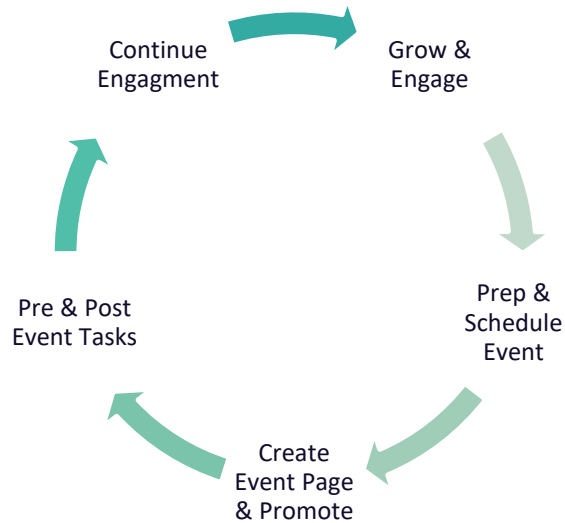 Continue
Engagment
Grow &
Engage
Prep &
Schedule
Event
Create
Event Page
& Promote
Pre & Post
Event Tasks